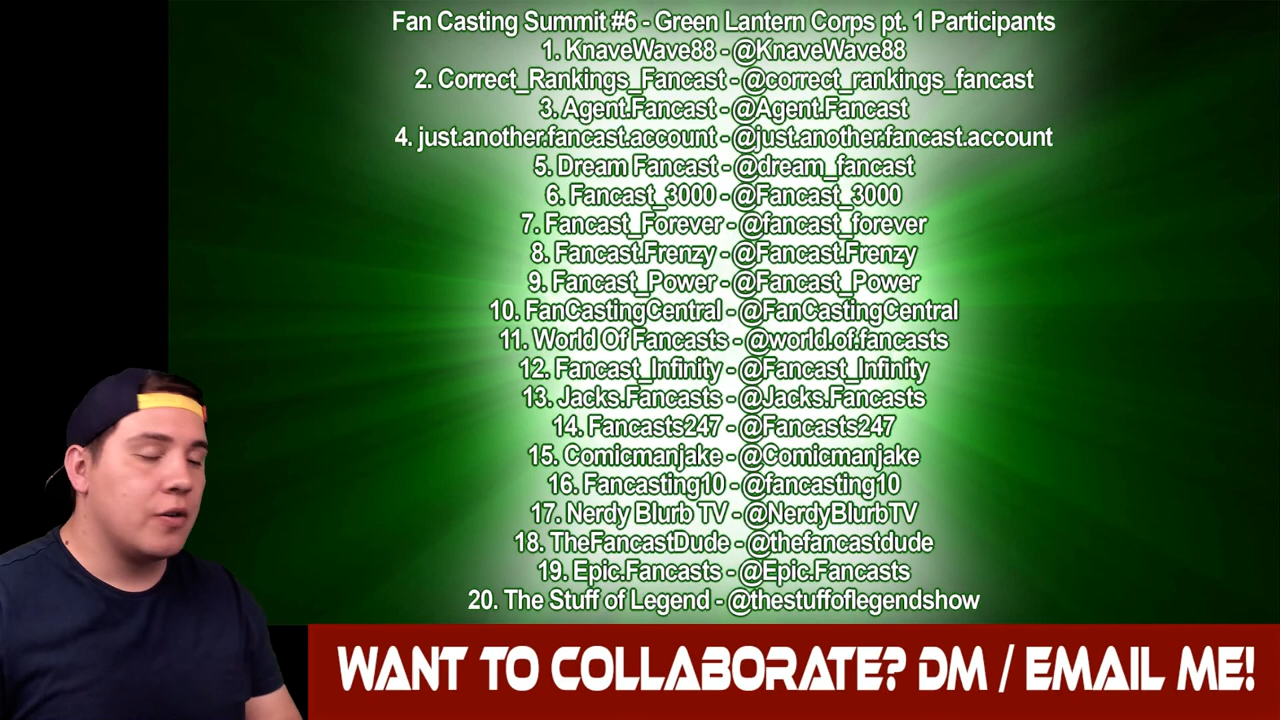 Fan Casting Summit #6 - Green Lantern Corps pt. 1 Participants
1. KnaveWave88 - @KnaveWave88
2. Correct_Rankings_Fancast - @correct_rankings_fancast
3. Agent.Fancast - @Agent.Fancast
4. just.another.fancast.account - @just.another.fancast.account
5. Dream Fancast - @dream_fancast
6. Fancast_3000 - @Fancast_3000
7. Fancast_Forever - @fancast_forever
8. Fancast.Frenzy - @Fancast.Frenzy
9. Fancast_Power - @Fancast_Power
10. FanCastingCentral - @FanCastingCentral
11. World Of Fancasts - @world.of.fancasts
12. Fancast_Infinity - @Fancast_Infinity
13. Jacks.Fancasts - @Jacks.Fancasts
14. Fancasts247 - @Fancasts247
15. Comicmanjake - @Comicmanjake
16. Fancasting10 - @fancasting10
17. Nerdy Blurb TV - @NerdyBlurbTV
18. TheFancastDude - @thefancastdude
19. Epic.Fancasts - @Epic.Fancasts
20. The Stuff of Legend - @thestuffoflegendshow
WANT TO COLLABORATE? DM / EMAIL ME!